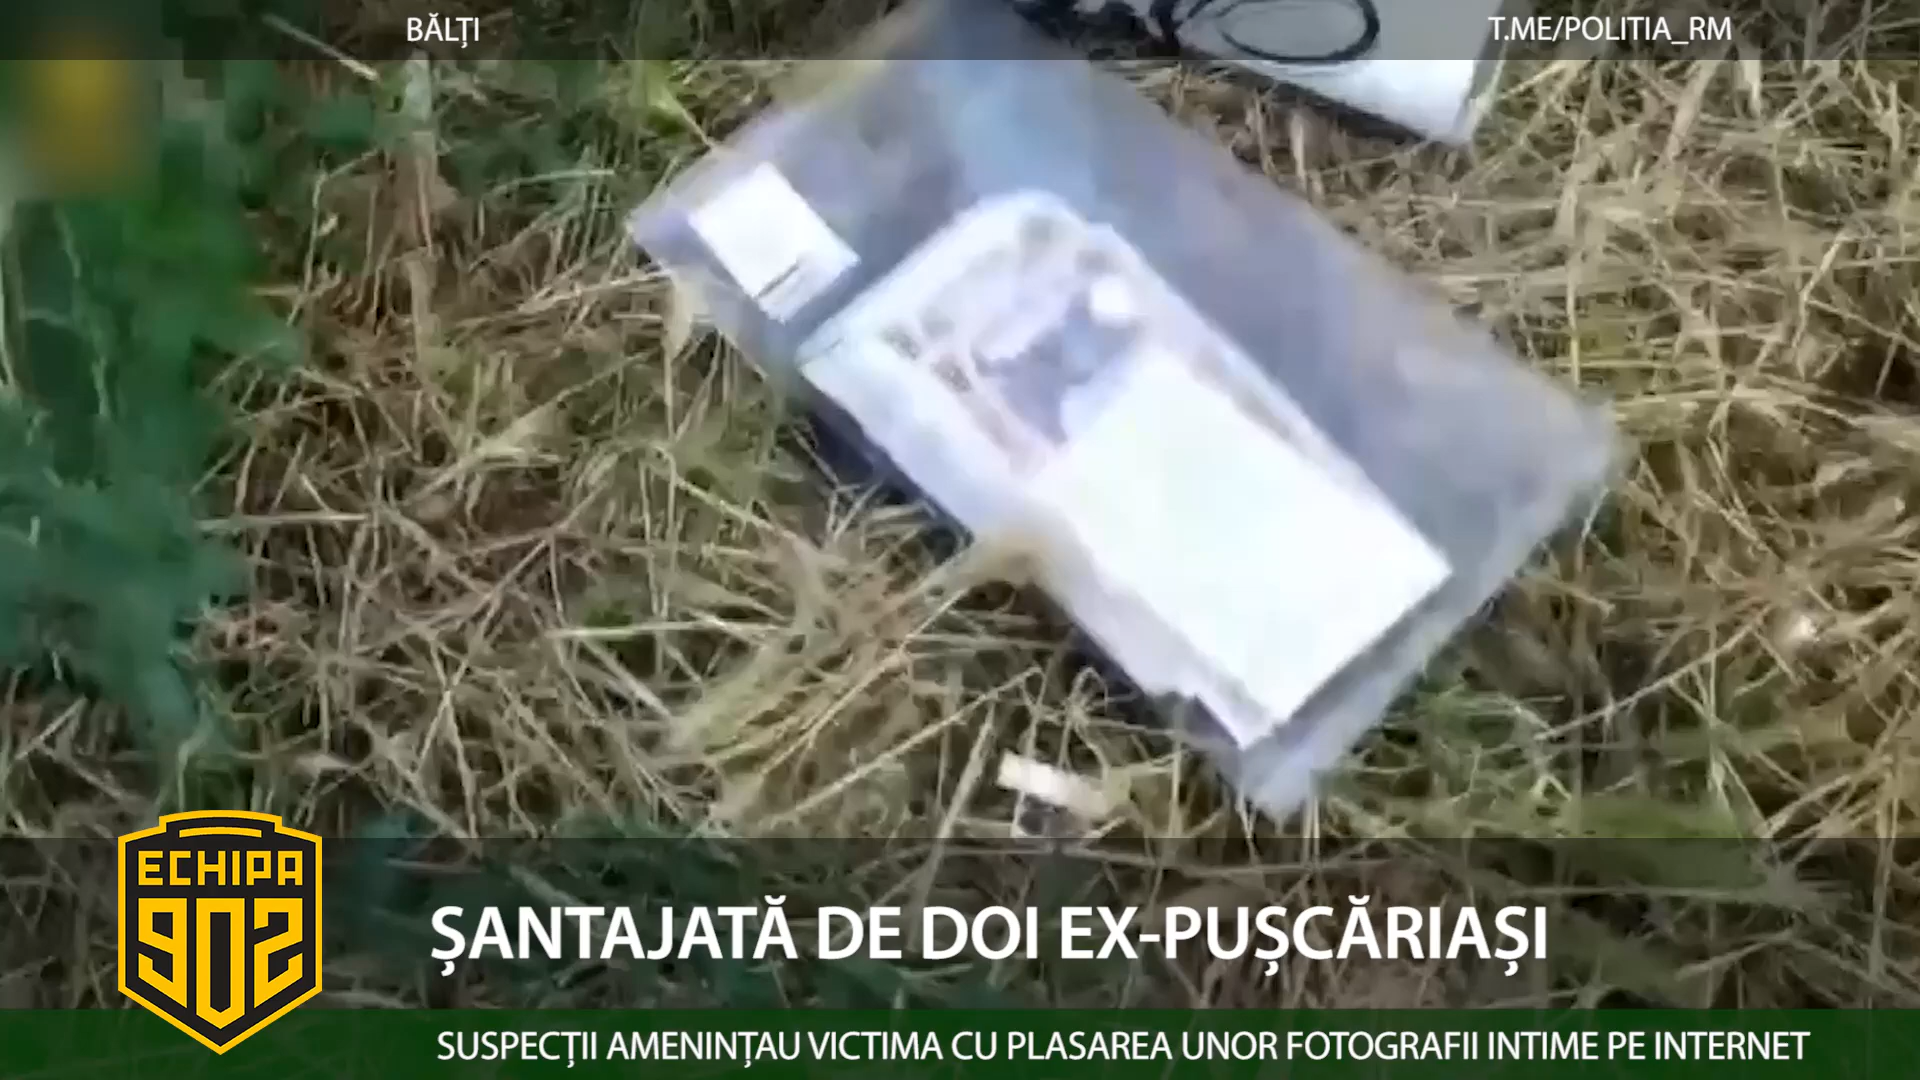 BĂLȚI
T.ME/POLITIA_RM
ECHIPA
902
ȘANTAJATĂ DE DOI EX-PUȘCĂRIAȘI
SUSPECȚII AMENINȚAU VICTIMA CU PLASAREA UNOR FOTOGRAFII INTIME PE INTERNET